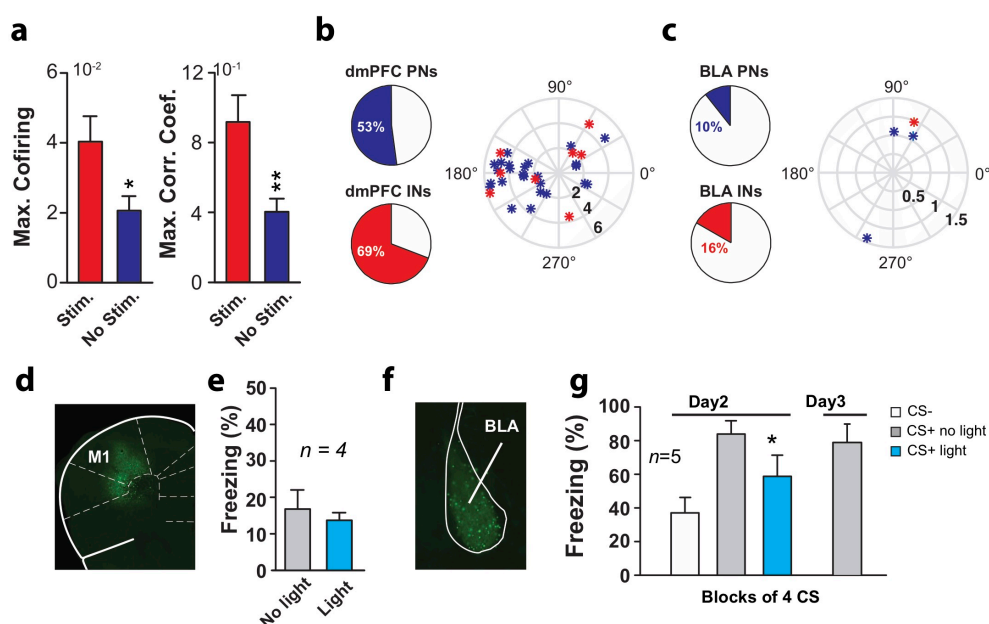 a
6
10-2
4
2
0
Max. Cofiring
*
Stim.
No Stim.
12
10-1
8
4
0
Max. Corr. Coef.
**
Stim.
No Stim.
b
dmPFC PNs
53%
dmPFC INs
69%
90°
180°
0°
2
4
6
270°
c
BLA PNs
10%
BLA INs
16%
90°
180°
0°
0.5
1
1.5
270°
d
M1
e
50
40
30
20
10
0
Freezing (%)
n = 4
No light
Light
f
BLA
g
100
80
60
40
20
0
Freezing (%)
Day2
Day3
n=5
*
Blocks of 4 CS
CS-
CS+ no light
CS+ light